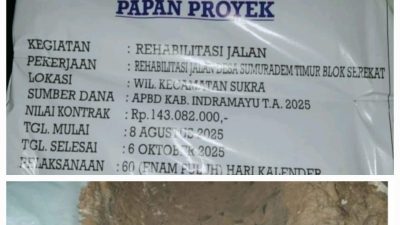 PAPAN PROYEK
KEGIATAN : REHABILITASI JALAN
PEKERJAAN : REHABILITASI JALAN DESA SUMURADEM TIMUR BLOK SEREKAT
LOKASI : WIL. KECAMATAN SUKRA
SUMBER DANA : APBD KAB. INDRAMAYU T.A. 2025
NILAI KONTRAK : Rp.143.082.000,-
TGL. MULAI : 8 AGUSTUS 2025
TGL. SELESAI : 6 OKTOBER 2025
PELAKSANAAN : 60 (ENAM PULUH) HARI KALENDER